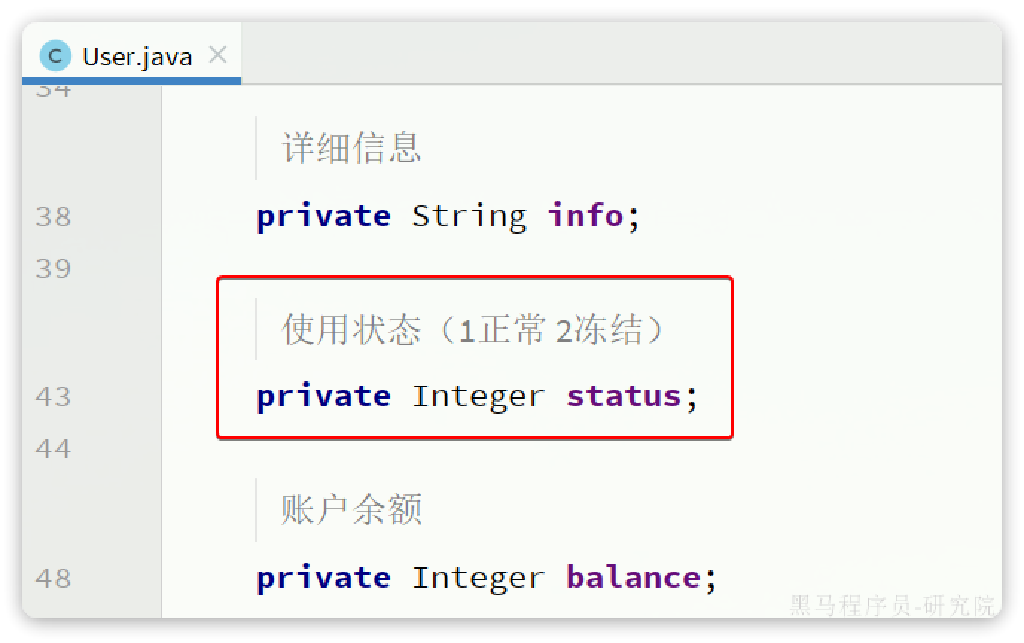 C User.java
34
详细信息
38 private String info;
39
使用状态（1正常 2冻结）
43 private Integer status;
44
账户余额
48 private Integer balance;
黑马程序员-研究院